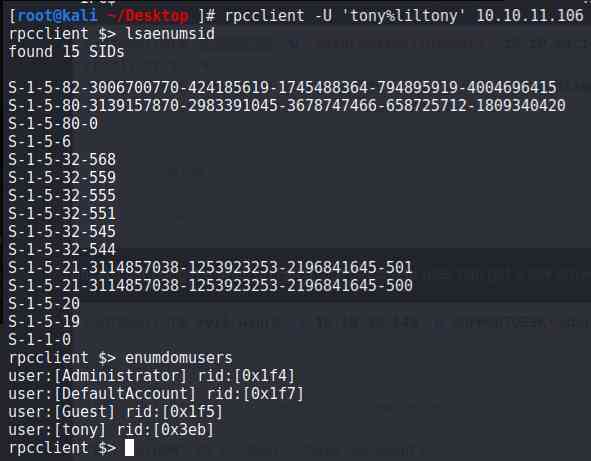 [root@kali ~/Desktop ]# rpcclient -U 'tony%liltony' 10.10.11.106
rpcclient $> lsaenumsid
found 15 SIDs
S-1-5-82-3006700770-424185619-1745488364-794895919-4004696415
S-1-5-80-3139157870-2983391045-3678747466-658725712-1809340420
S-1-5-80-0
S-1-5-6
S-1-5-32-568
S-1-5-32-559
S-1-5-32-555
S-1-5-32-551
S-1-5-32-545
S-1-5-32-544
S-1-5-21-3114857038-1253923253-2196841645-501
S-1-5-21-3114857038-1253923253-2196841645-500
S-1-5-20
S-1-5-19
S-1-1-0
rpcclient $> enumdomusers
user:[Administrator] rid:[0x1f4]
user:[DefaultAccount] rid:[0x1f7]
user:[Guest] rid:[0x1f5]
user:[tony] rid:[0x3eb]
rpcclient $>